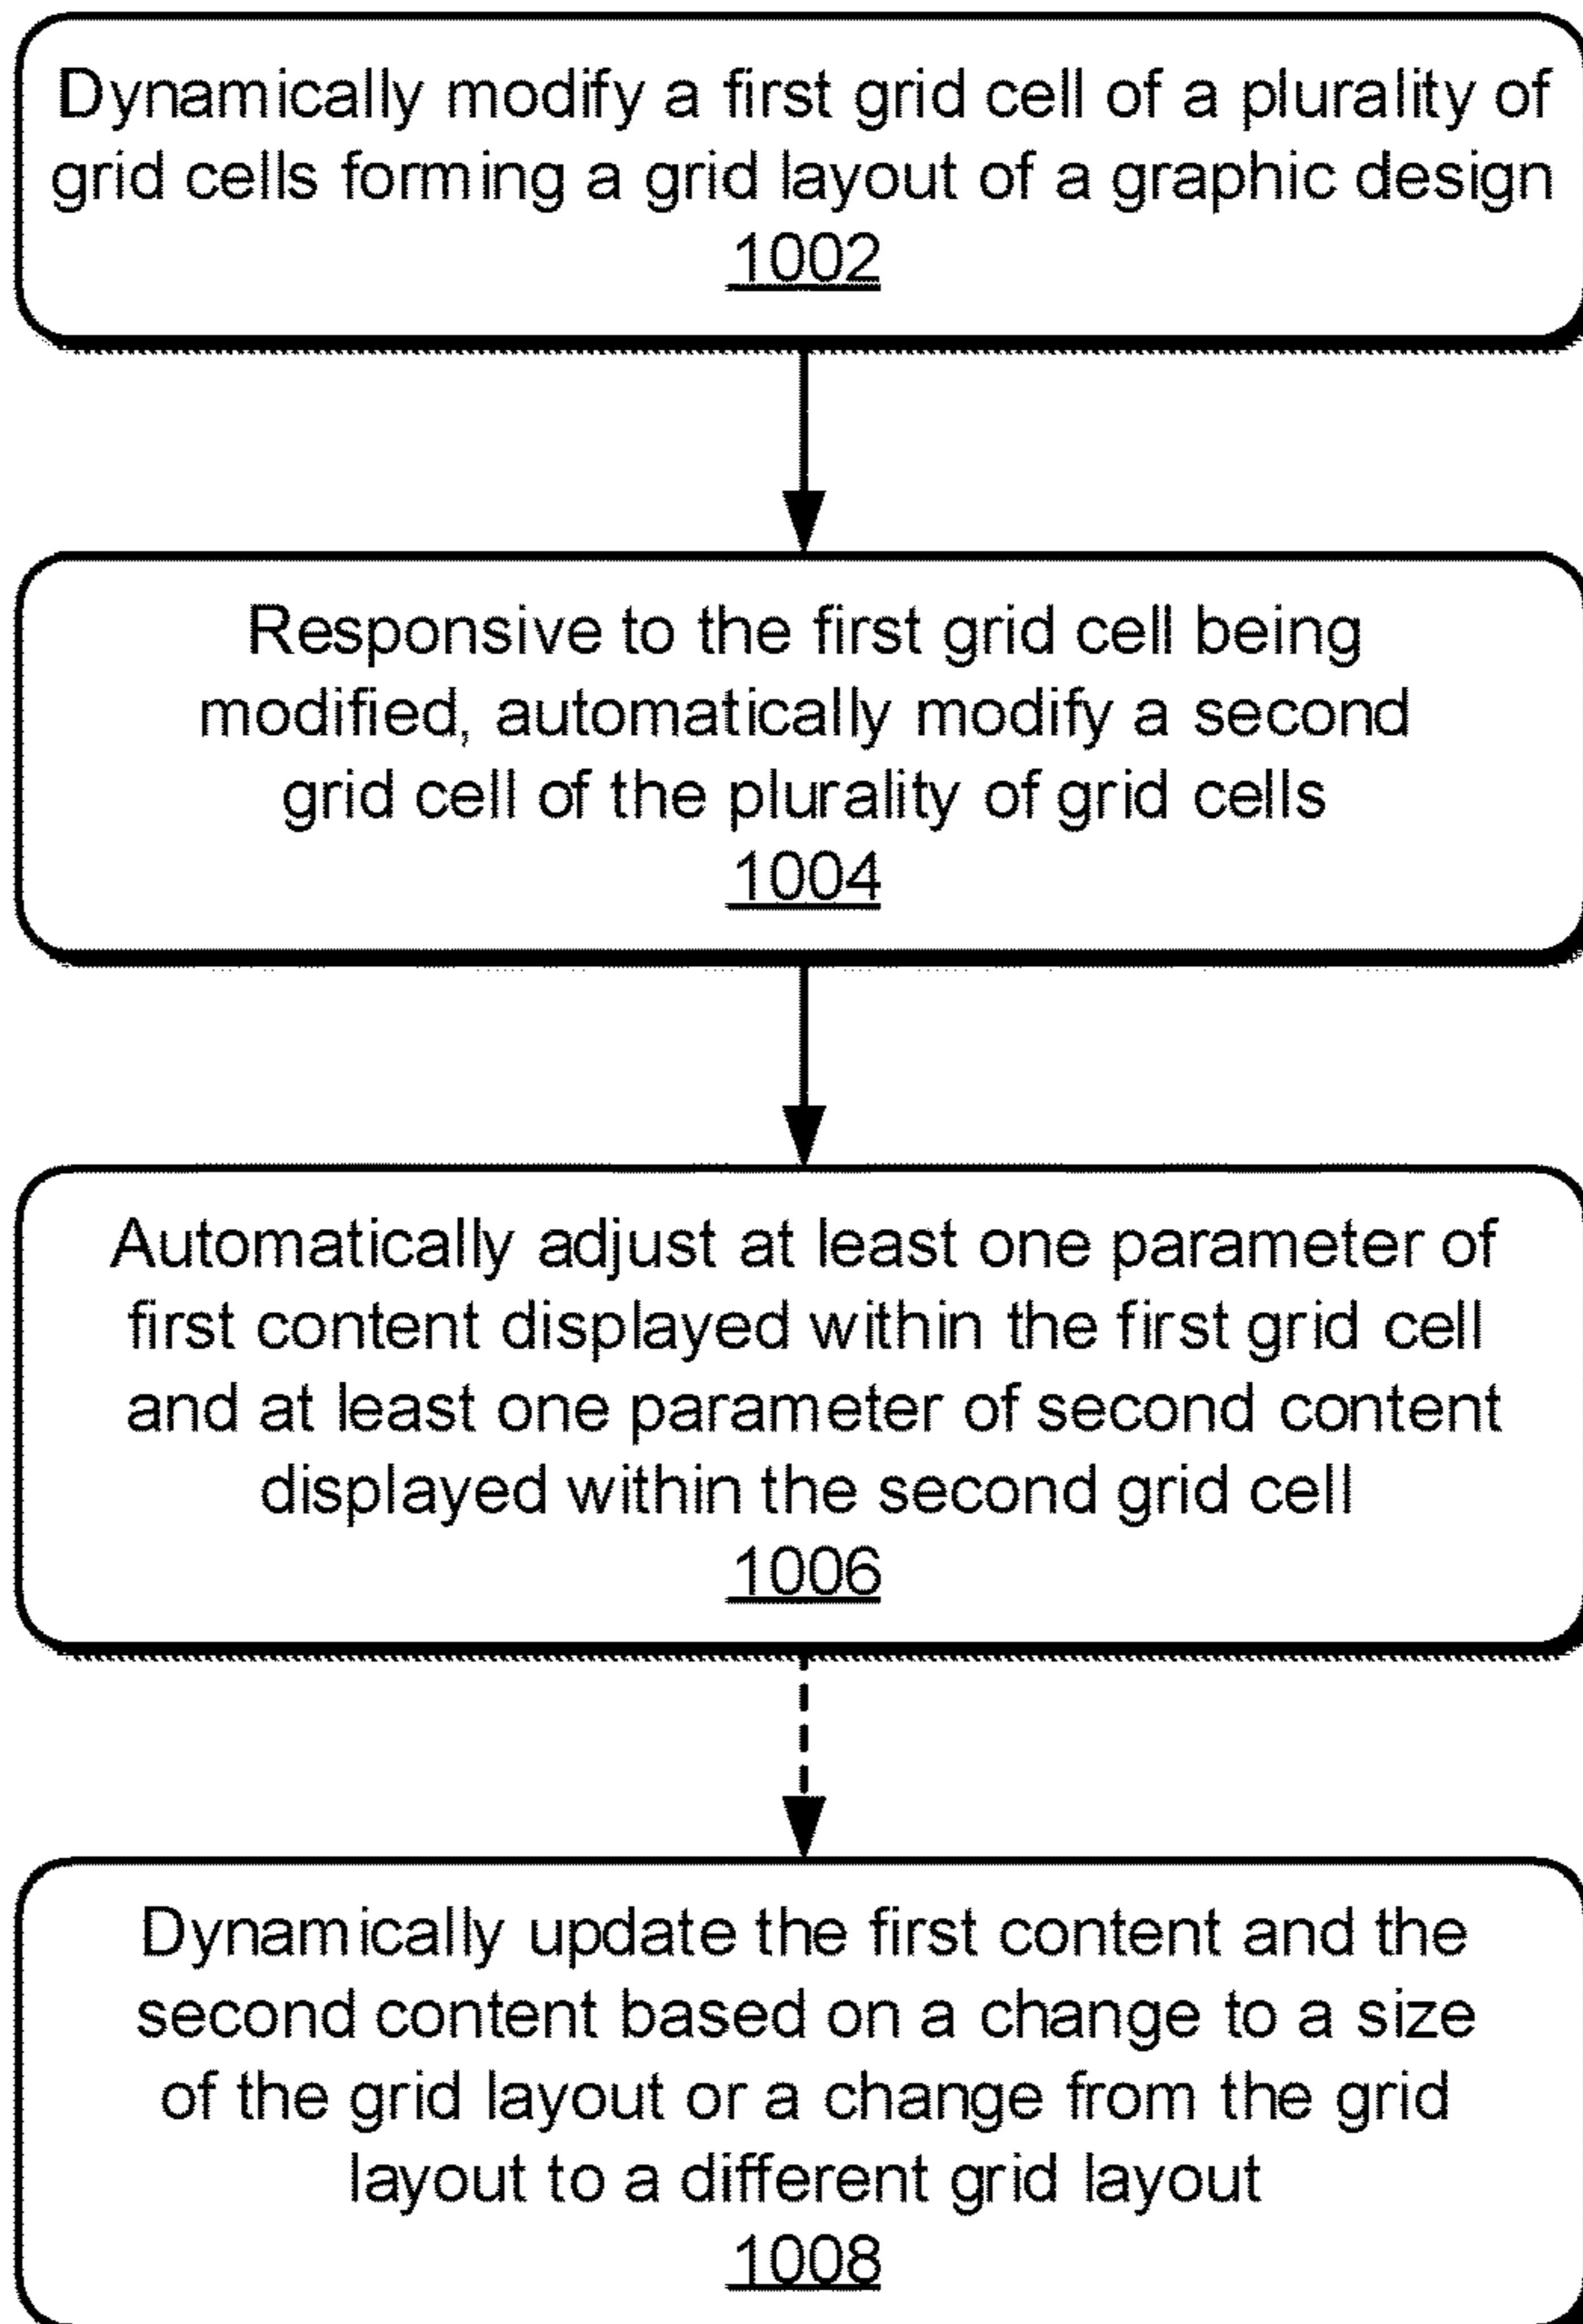 Dynamically modify a first grid cell of a plurality of
grid cells forming a grid layout of a graphic design
1002
Responsive to the first grid cell being
modified, automatically modify a second
grid cell of the plurality of grid cells
1004
Automatically adjust at least one parameter of
first content displayed within the first grid cell
and at least one parameter of second content
displayed within the second grid cell
1006
Dynamically update the first content and the
second content based on a change to a size
of the grid layout or a change from the grid
layout to a different grid layout
1008